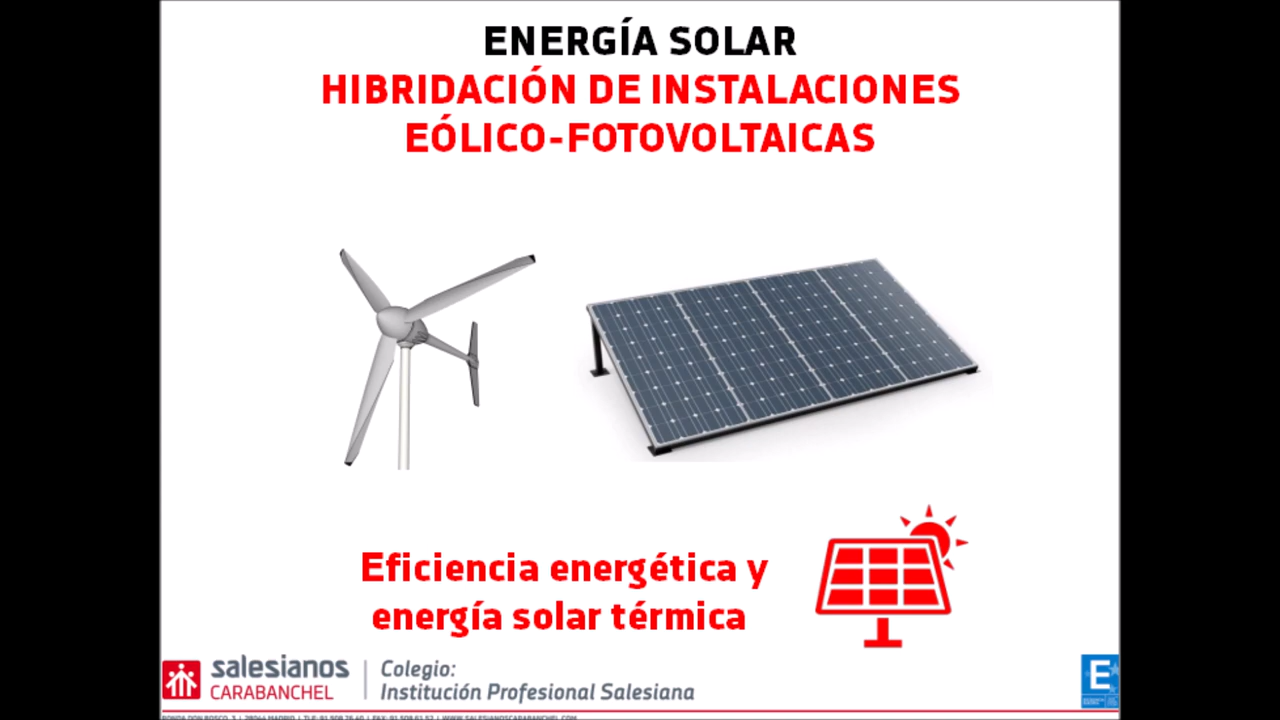 ENERGÍA SOLAR
HIBRIDACIÓN DE INSTALACIONES
EÓLICO-FOTOVOLTAICAS
Eficiencia energética y
energía solar térmica
salesianos
CARABANCHEL
Colegio:
Institución Profesional Salesiana
E